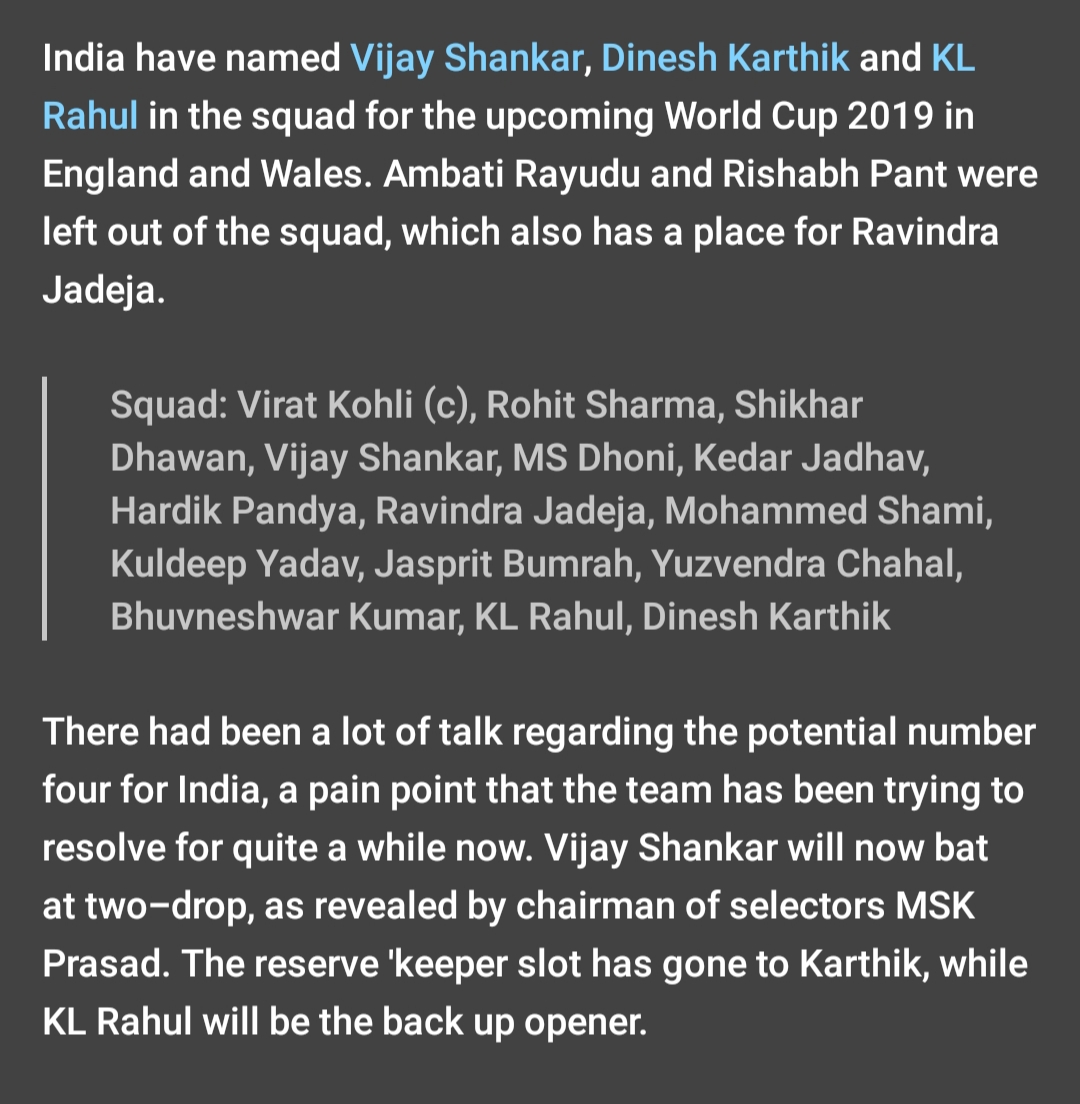 India have named Vijay Shankar, Dinesh Karthik and KL
Rahul in the squad for the upcoming World Cup 2019 in
England and Wales. Ambati Rayudu and Rishabh Pant were
left out of the squad, which also has a place for Ravindra
Jadeja.
Squad: Virat Kohli (c), Rohit Sharma, Shikhar
Dhawan, Vijay Shankar, MS Dhoni, Kedar Jadhav,
Hardik Pandya, Ravindra Jadeja, Mohammed Shami,
Kuldeep Yadav, Jasprit Bumrah, Yuzvendra Chahal,
Bhuvneshwar Kumar, KL Rahul, Dinesh Karthik
There had been a lot of talk regarding the potential number
four for India, a pain point that the team has been trying to
resolve for quite a while now. Vijay Shankar will now bat
at two–drop, as revealed by chairman of selectors MSK
Prasad. The reserve 'keeper slot has gone to Karthik, while
KL Rahul will be the back up opener.